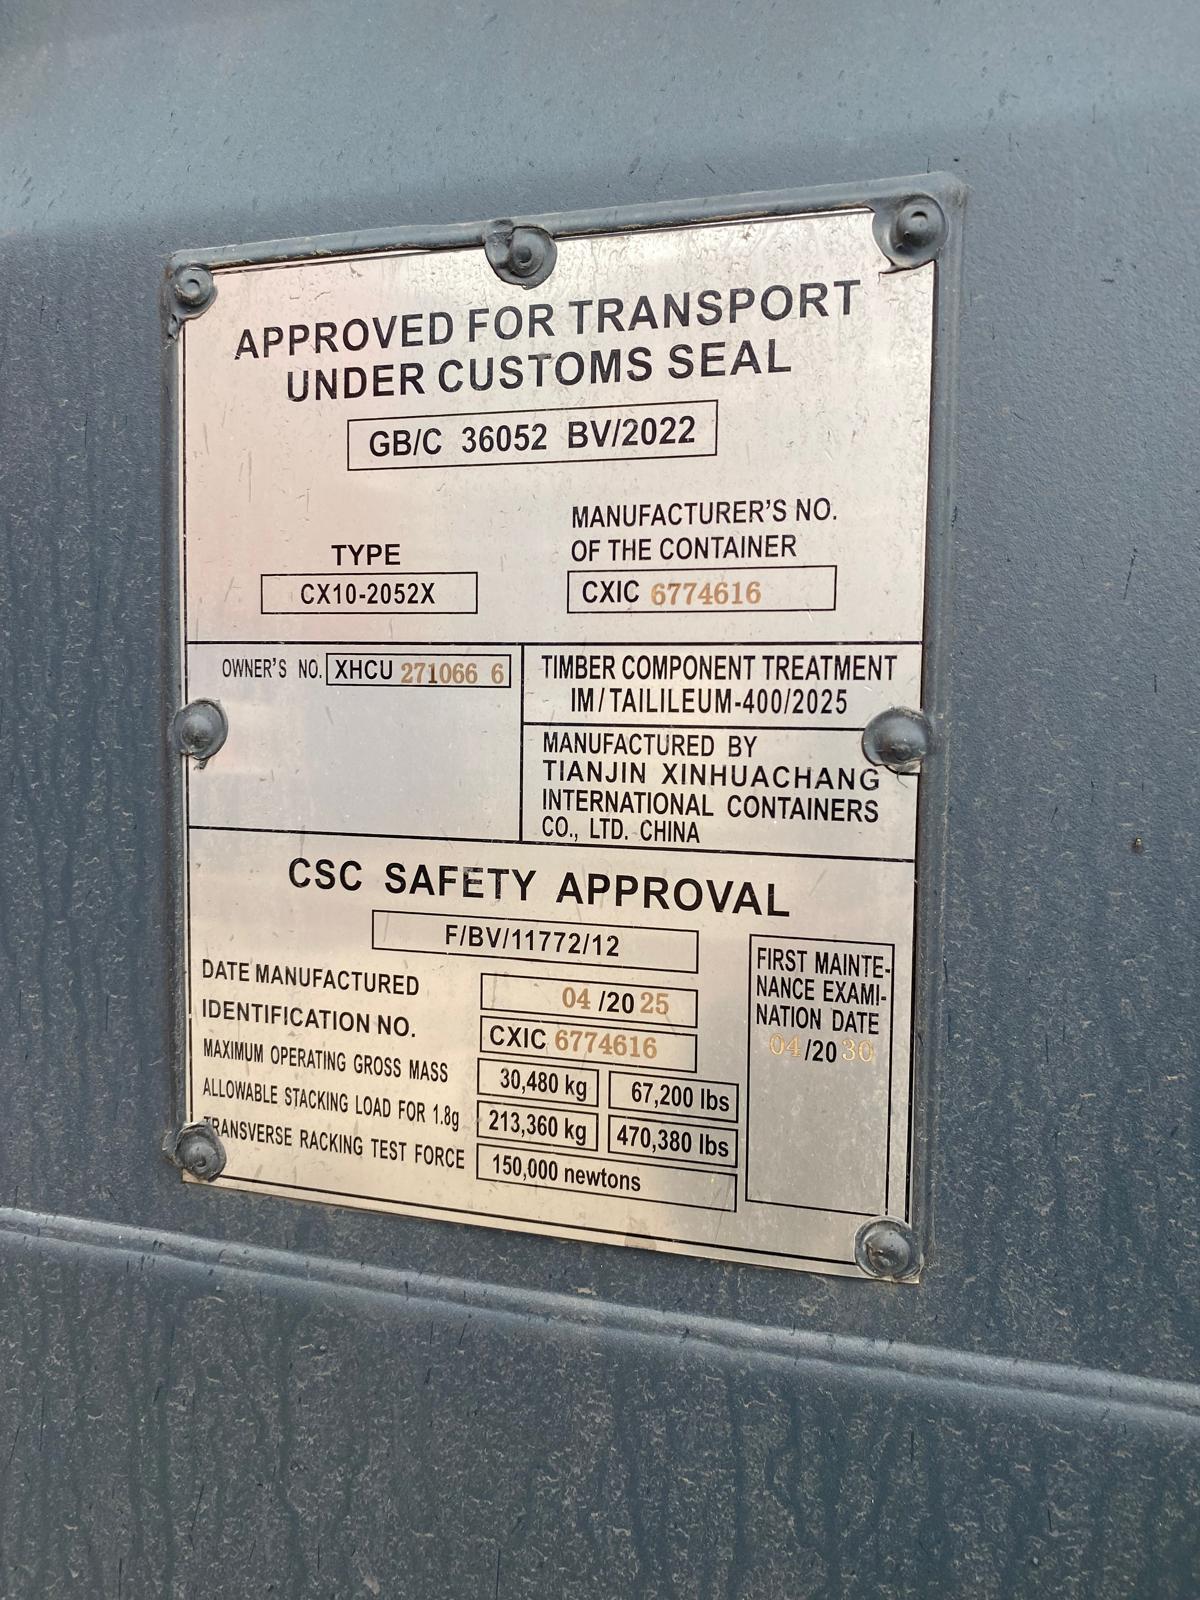 APPROVED FOR TRANSPORT
UNDER CUSTOMS SEAL
GB/C 36052 BV/2022
TYPE
CX10-2052X
MANUFACTURER'S NO.
OF THE CONTAINER
CXIC 6774616
OWNER'S NO. XHCU 271066 6
TIMBER COMPONENT TREATMENT
IM/TAILILEUM-400/2025
MANUFACTURED BY
TIANJIN XINHUACHANG
INTERNATIONAL CONTAINERS
CO., LTD. CHINA
CSC SAFETY APPROVAL
F/BV/11772/12
DATE MANUFACTURED 04/2025
IDENTIFICATION NO. CXIC 6774616
MAXIMUM OPERATING GROSS MASS 30,480 kg 67,200 lbs
ALLOWABLE STACKING LOAD FOR 1.8g 213,360 kg 470,380 lbs
TRANSVERSE RACKING TEST FORCE 150,000 newtons
FIRST MAINTE-
NANCE EXAMI-
NATION DATE
04/2030